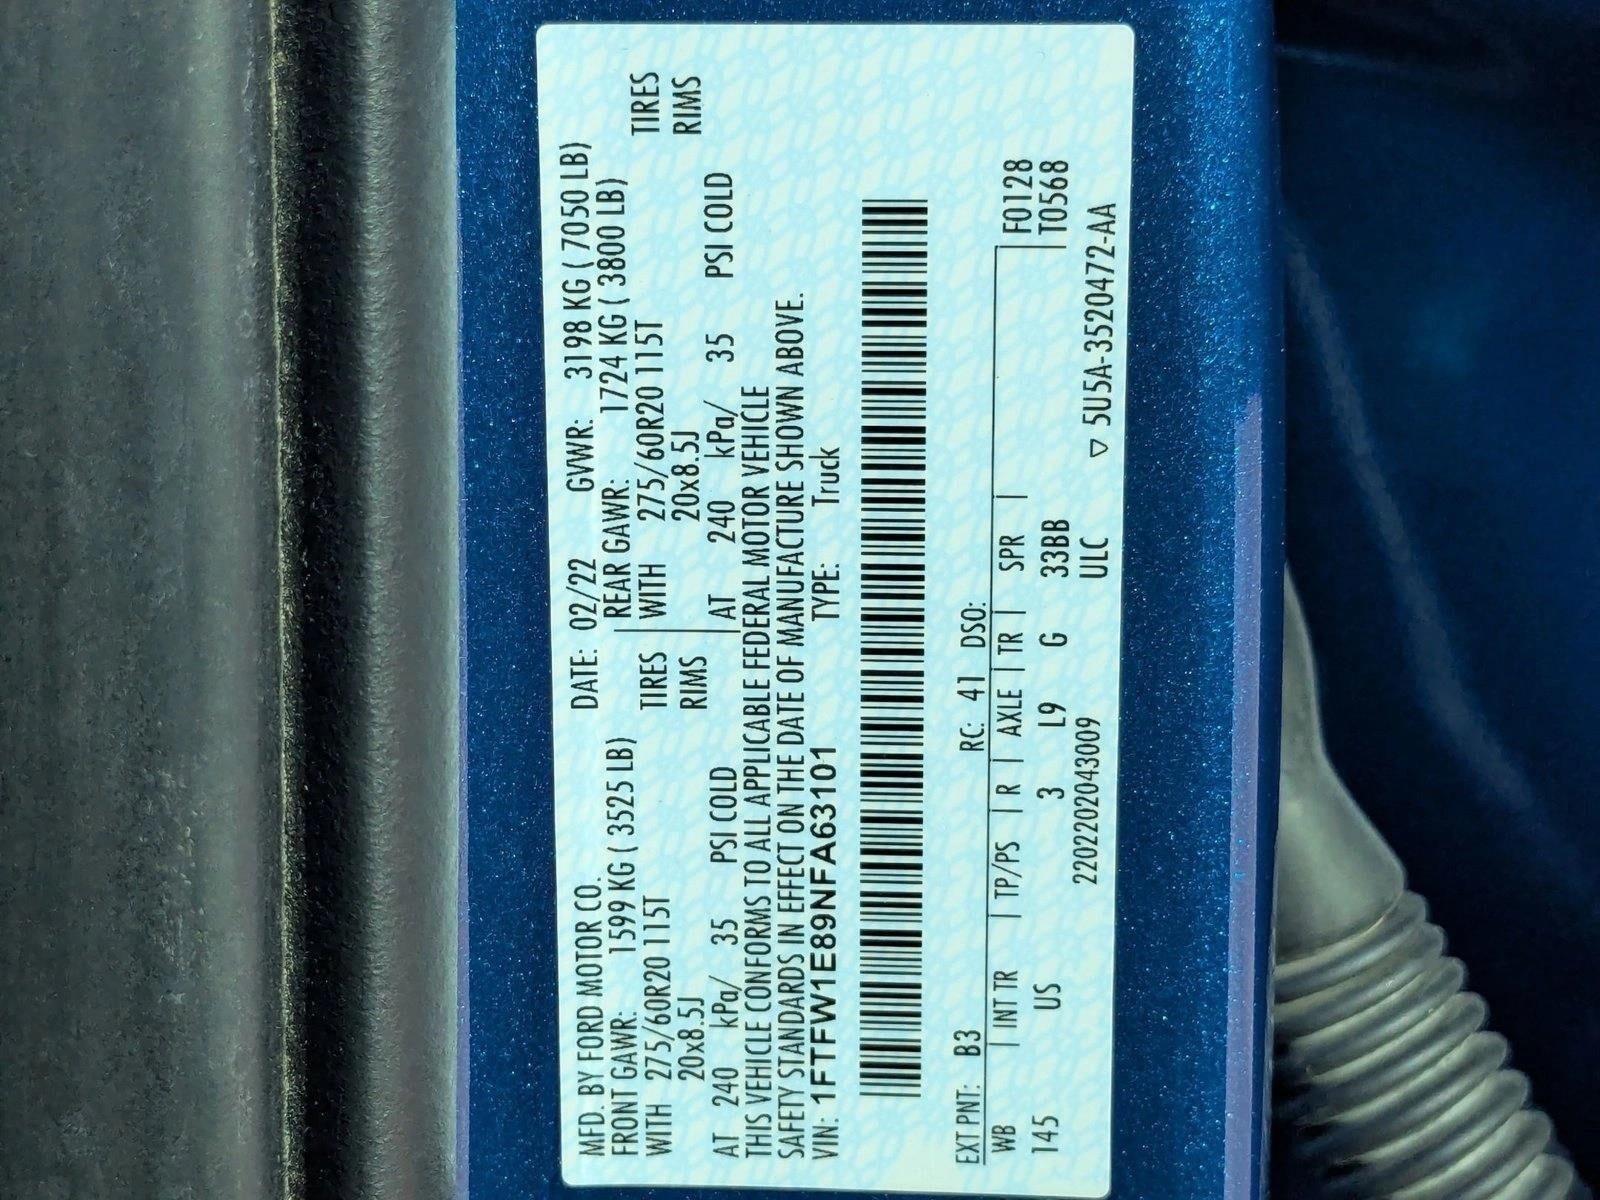 MFD. BY FORD MOTOR CO. DATE: 02/22 GVWR: 3198 KG ( 7050 LB)
FRONT GAWR: 1599 KG ( 3525 LB) REAR GAWR: 1724 KG ( 3800 LB)
WITH 275/60R20 115T TIRES WITH 275/60R20 115T TIRES
20x8.5J RIMS 20x8.5J RIMS
AT 240 kPa/ 35 PSI COLD AT 240 kPa/ 35 PSI COLD
THIS VEHICLE CONFORMS TO ALL APPLICABLE FEDERAL MOTOR VEHICLE
SAFETY STANDARDS IN EFFECT ON THE DATE OF MANUFACTURE SHOWN ABOVE.
VIN: 1FTFW1E89NFA63101 TYPE: Truck
EXT PNT: B3 RC: 41 DSO:
WB | INT TR | TP/PS | R | AXLE | TR | SPR | F0128
145 US 3 L9 G 33BB T0568
2202202043009 ULC ▽ 5U5A-3520472-AA